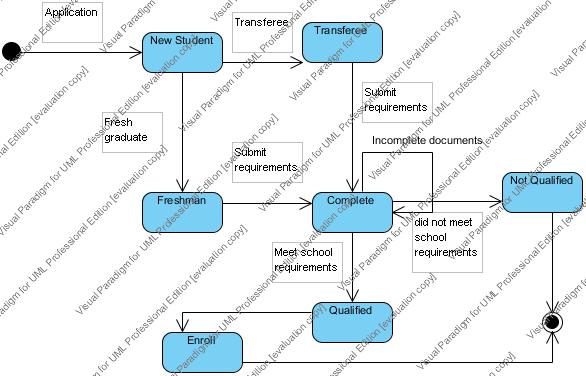 Application
New Student
Transferee
Transferee
Fresh
graduate
Submit
requirements
Submit
requirements
Incomplete documents
Freshman
Complete
Not Qualified
did not meet
school
requirements
Meet school
requirements
Qualified
Enroll
Visual Paradigm for UML Professional Edition [evaluation copy]